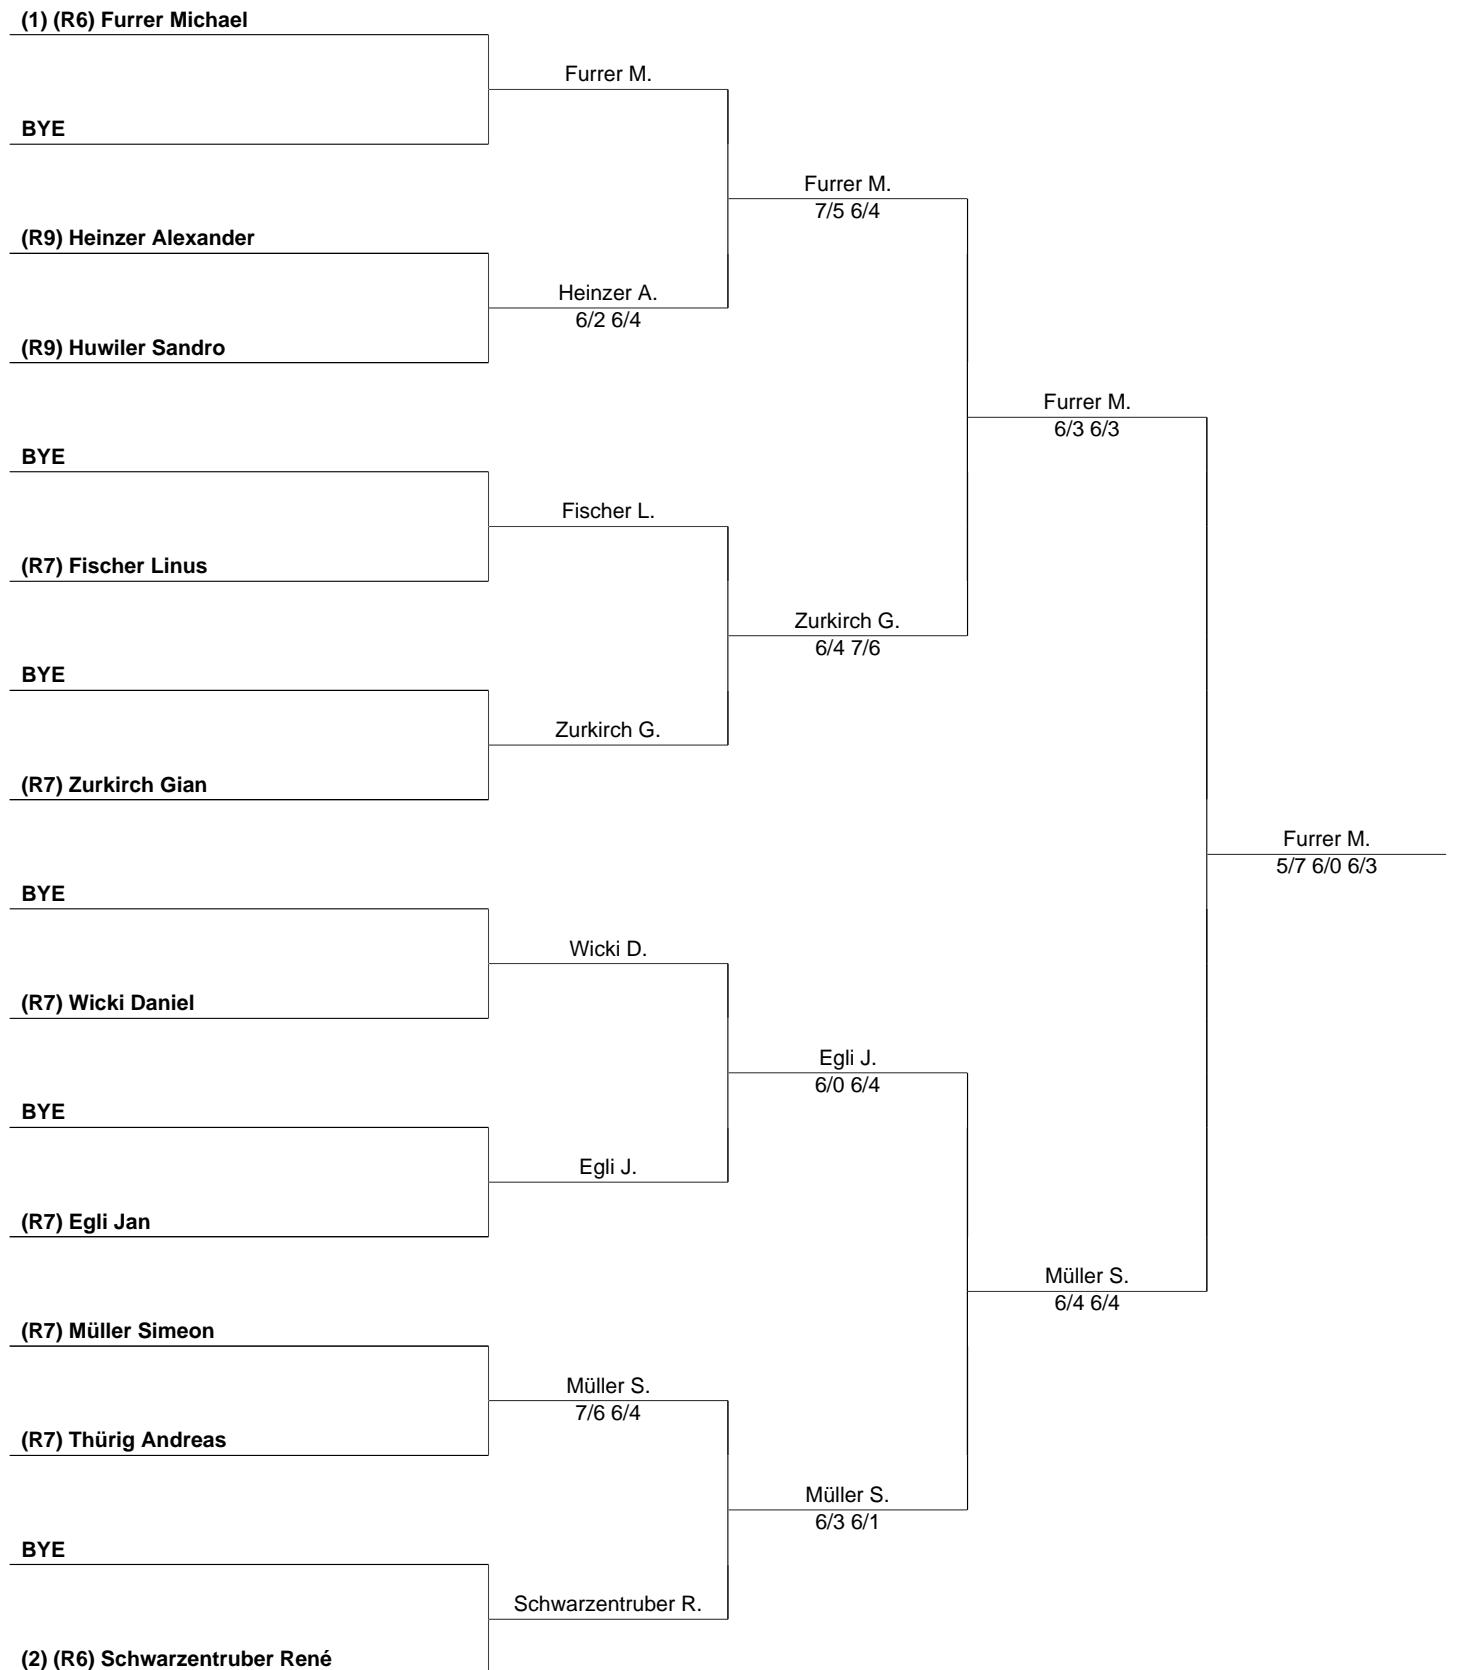 (1) (R6) Furrer Michael
Furrer M.
BYE
Furrer M.
7/5 6/4
(R9) Heinzer Alexander
Heinzer A.
6/2 6/4
(R9) Huwiler Sandro
Furrer M.
6/3 6/3
BYE
Fischer L.
(R7) Fischer Linus
Zurkirch G.
6/4 7/6
BYE
Zurkirch G.
(R7) Zurkirch Gian
Furrer M.
5/7 6/0 6/3
BYE
Wicki D.
(R7) Wicki Daniel
Egli J.
6/0 6/4
BYE
Egli J.
(R7) Egli Jan
Müller S.
6/4 6/4
(R7) Müller Simeon
Müller S.
7/6 6/4
(R7) Thürig Andreas
Müller S.
6/3 6/1
BYE
Schwarzentruber R.
(2) (R6) Schwarzentruber René